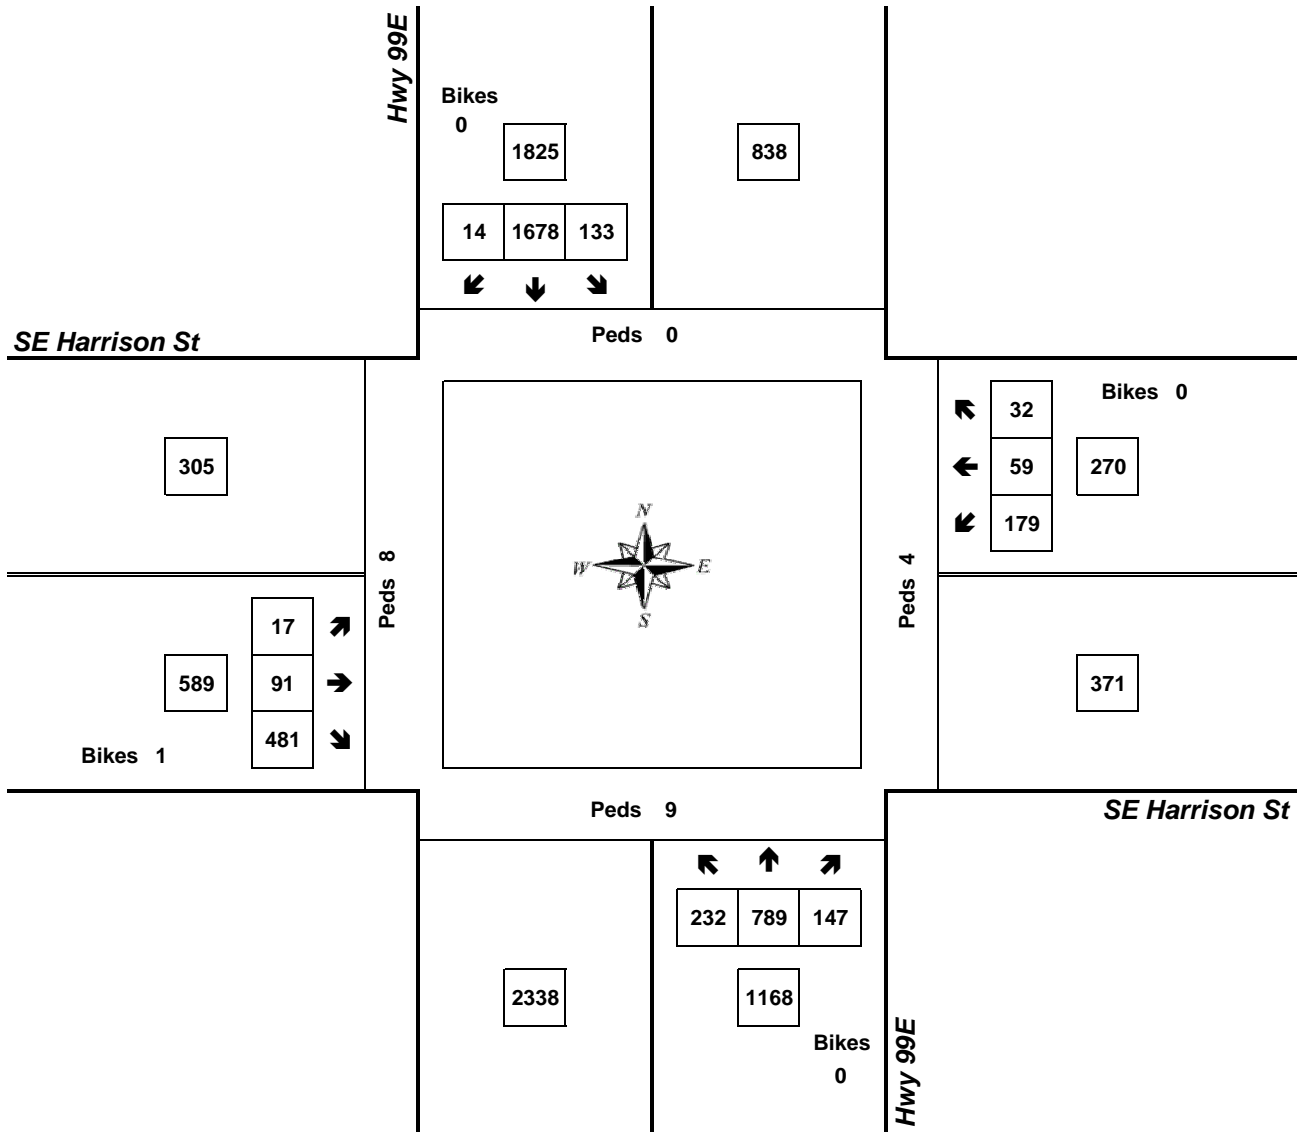 Hwy 99E
Bikes
0
1825
838
14 1678 133
Peds 0
SE Harrison St
Bikes 0
32
305
59
270
179
N
W E
S
Peds 8
Peds 4
17
589
91
371
481
Bikes 1
Peds 9
SE Harrison St
232 789 147
2338
1168
Bikes
0
Hwy 99E